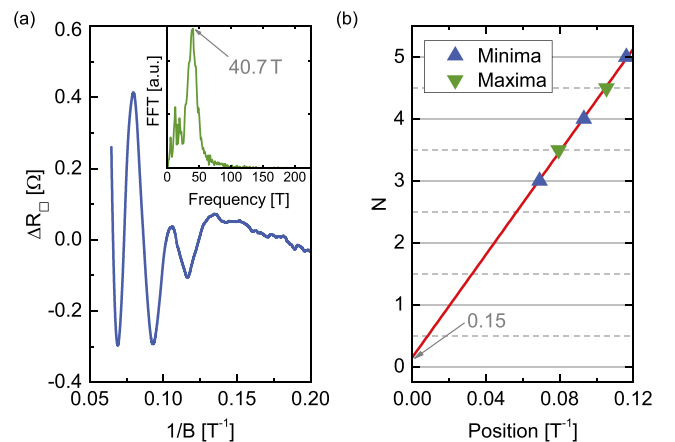 (a)
0.6
0.4
0.2
0.0
-0.2
-0.4
ΔR□ [Ω]
0.05 0.10 0.15 0.20
1/B [T-1]
FFT [a.u.]
40.7 T
0 50 100 150 200
Frequency [T]
(b)
5
4
3
2
1
0
N
Minima
Maxima
0.15
0.00 0.04 0.08 0.12
Position [T-1]